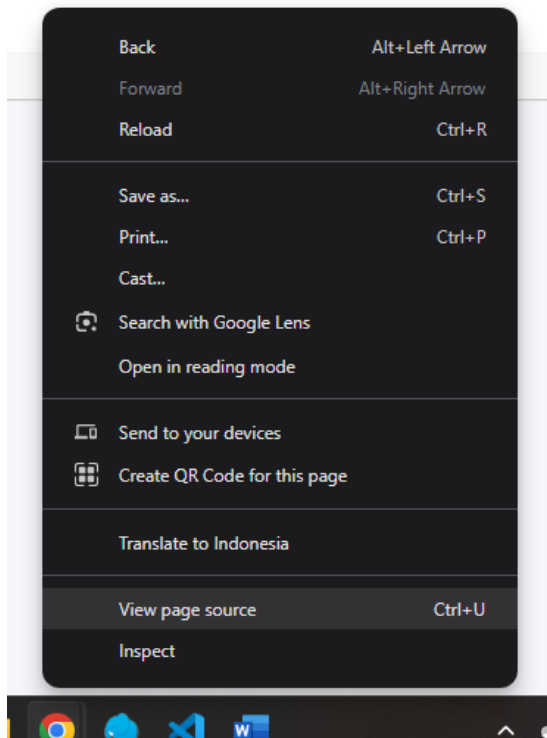 Back Alt+Left Arrow
Forward Alt+Right Arrow
Reload Ctrl+R
Save as... Ctrl+S
Print... Ctrl+P
Cast...
Search with Google Lens
Open in reading mode
Send to your devices
Create QR Code for this page
Translate to Indonesia
View page source Ctrl+U
Inspect
W